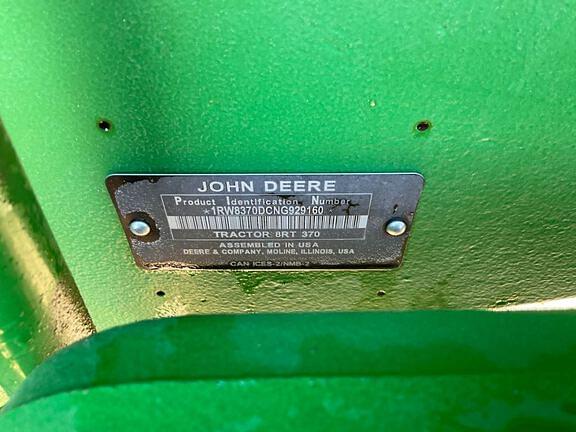 JOHN DEERE
Product Identification Number
*1RW8370DCNG929160*
TRACTOR 8RT 370
ASSEMBLED IN USA
DEERE & COMPANY, MOLINE, ILLINOIS, USA
CAN ICES-2/NMB-2